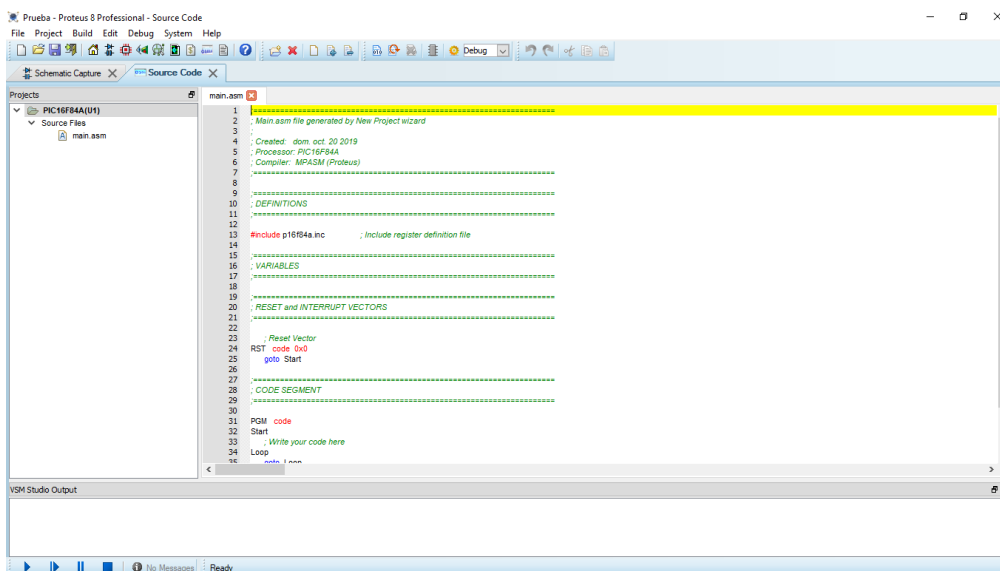 Prueba - Proteus 8 Professional - Source Code
File Project Build Edit Debug System Help
Debug
Schematic Capture Source Code
Projects
main.asm
PIC16F84A(U1)
Source Files
main.asm
1 ;==================================================================
2 ; Main.asm file generated by New Project wizard
3 ;
4 ; Created: dom. oct. 20 2019
5 ; Processor: PIC16F84A
6 ; Compiler: MPASM (Proteus)
7 ;==================================================================
8
9 ;==================================================================
10 ; DEFINITIONS
11 ;==================================================================
12
13 #include p16f84a.inc ; Include register definition file
14
15 ;==================================================================
16 ; VARIABLES
17 ;==================================================================
18
19 ;==================================================================
20 ; RESET and INTERRUPT VECTORS
21 ;==================================================================
22
23 ; Reset Vector
24 RST code 0x0
25 goto Start
26
27 ;==================================================================
28 ; CODE SEGMENT
29 ;==================================================================
30
31 PGM code
32 Start
33 ; Write your code here
34 Loop
35 goto Loop
VSM Studio Output
No Messages Ready